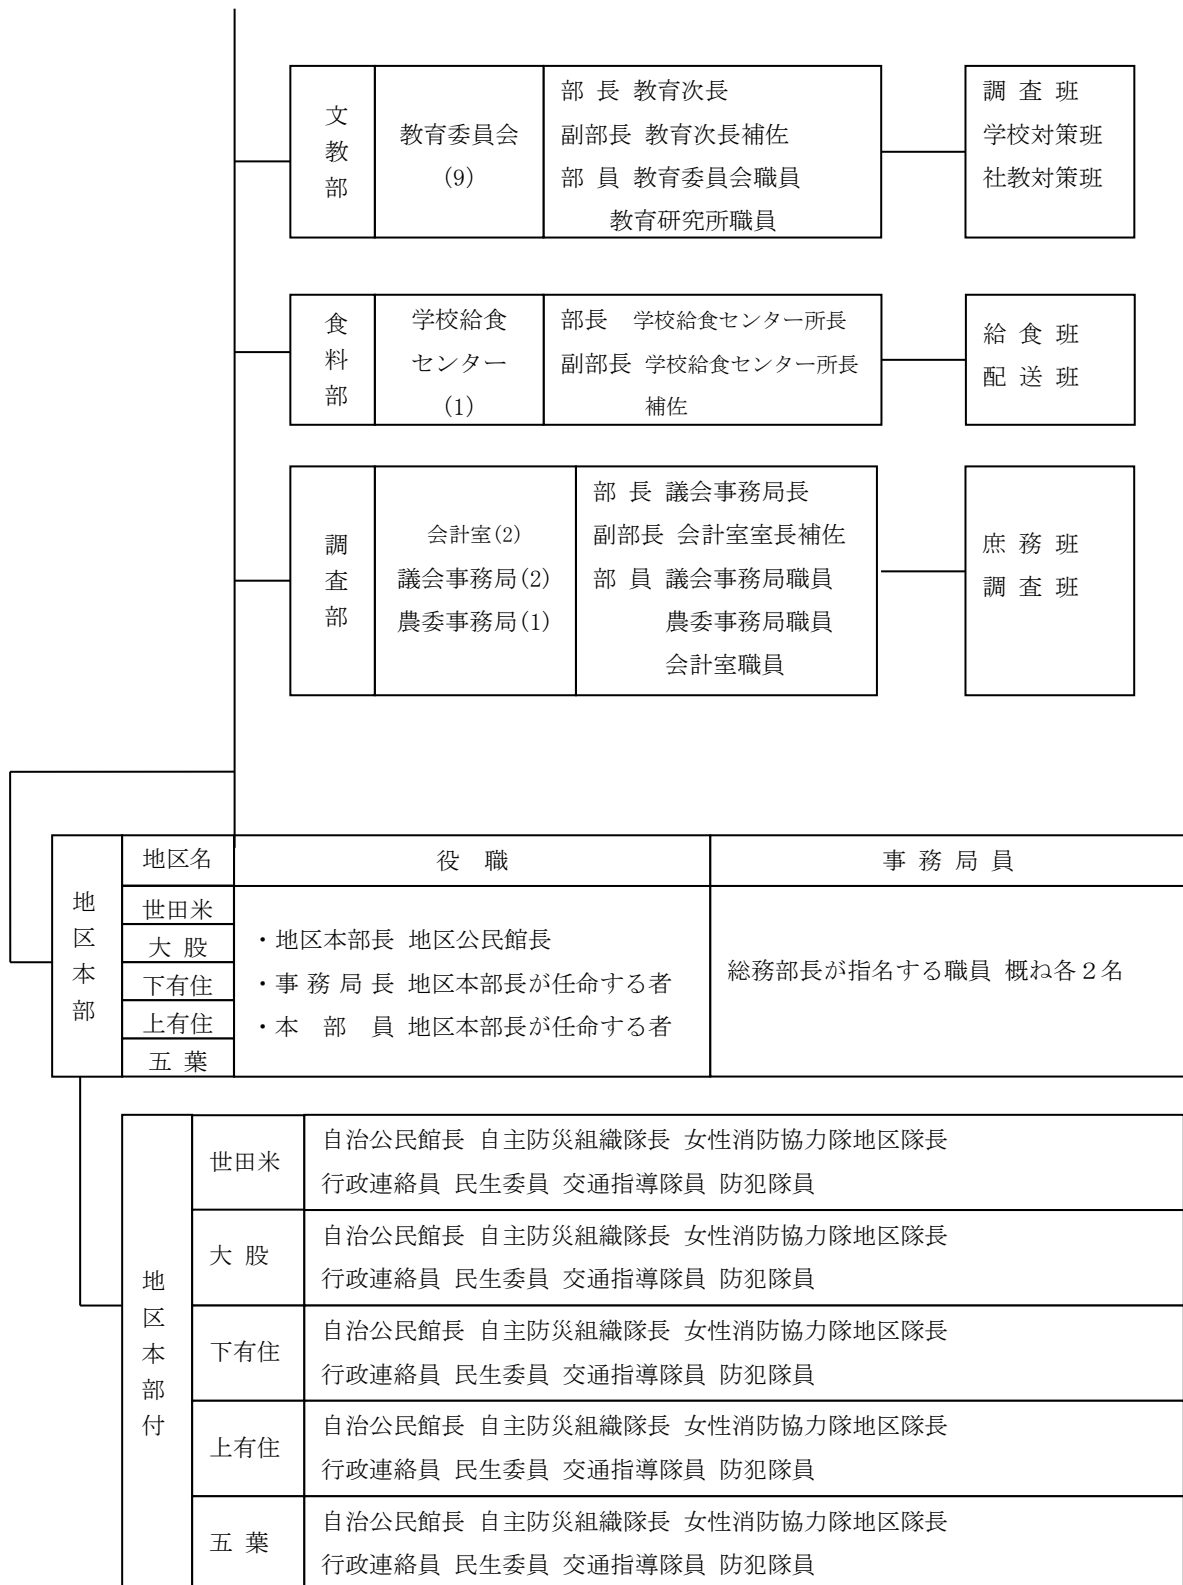 文教部
教育委員会
(9)
部 長 教育次長
副部長 教育次長補佐
部 員 教育委員会職員
教育研究所職員
調 査 班
学校対策班
社教対策班
食料部
学校給食
センター
(1)
部長 学校給食センター所長
副部長 学校給食センター所長
補佐
給 食 班
配 送 班
調査部
会計室(2)
議会事務局(2)
農委事務局(1)
部 長 議会事務局長
副部長 会計室室長補佐
部 員 議会事務局職員
農委事務局職員
会計室職員
庶 務 班
調 査 班
地区本部
地区名
役 職
事 務 局 員
世田米
大 股
下有住
上有住
五 葉
・地区本部長 地区公民館長
・事 務 局 長 地区本部長が任命する者
・本 部 員 地区本部長が任命する者
総務部長が指名する職員 概ね各２名
地区本部付
世田米
自治公民館長 自主防災組織隊長 女性消防協力隊地区隊長
行政連絡員 民生委員 交通指導隊員 防犯隊員
大 股
自治公民館長 自主防災組織隊長 女性消防協力隊地区隊長
行政連絡員 民生委員 交通指導隊員 防犯隊員
下有住
自治公民館長 自主防災組織隊長 女性消防協力隊地区隊長
行政連絡員 民生委員 交通指導隊員 防犯隊員
上有住
自治公民館長 自主防災組織隊長 女性消防協力隊地区隊長
行政連絡員 民生委員 交通指導隊員 防犯隊員
五 葉
自治公民館長 自主防災組織隊長 女性消防協力隊地区隊長
行政連絡員 民生委員 交通指導隊員 防犯隊員